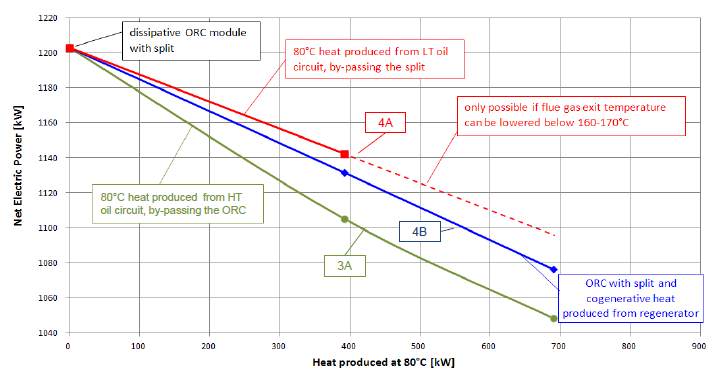 1220
1200
1180
1160
1140
1120
1100
1080
1060
1040
Net Electric Power [kW]
dissipative ORC module
with split
80°C heat produced from LT oil
circuit, by-passing the split
only possible if flue gas exit temperature
can be lowered below 160-170°C
4A
80°C heat produced from HT
oil circuit, by-passing the ORC
4B
3A
ORC with split and
cogenerative heat
produced from regenerator
0 100 200 300 400 500 600 700 800 900
Heat produced at 80°C [kW]